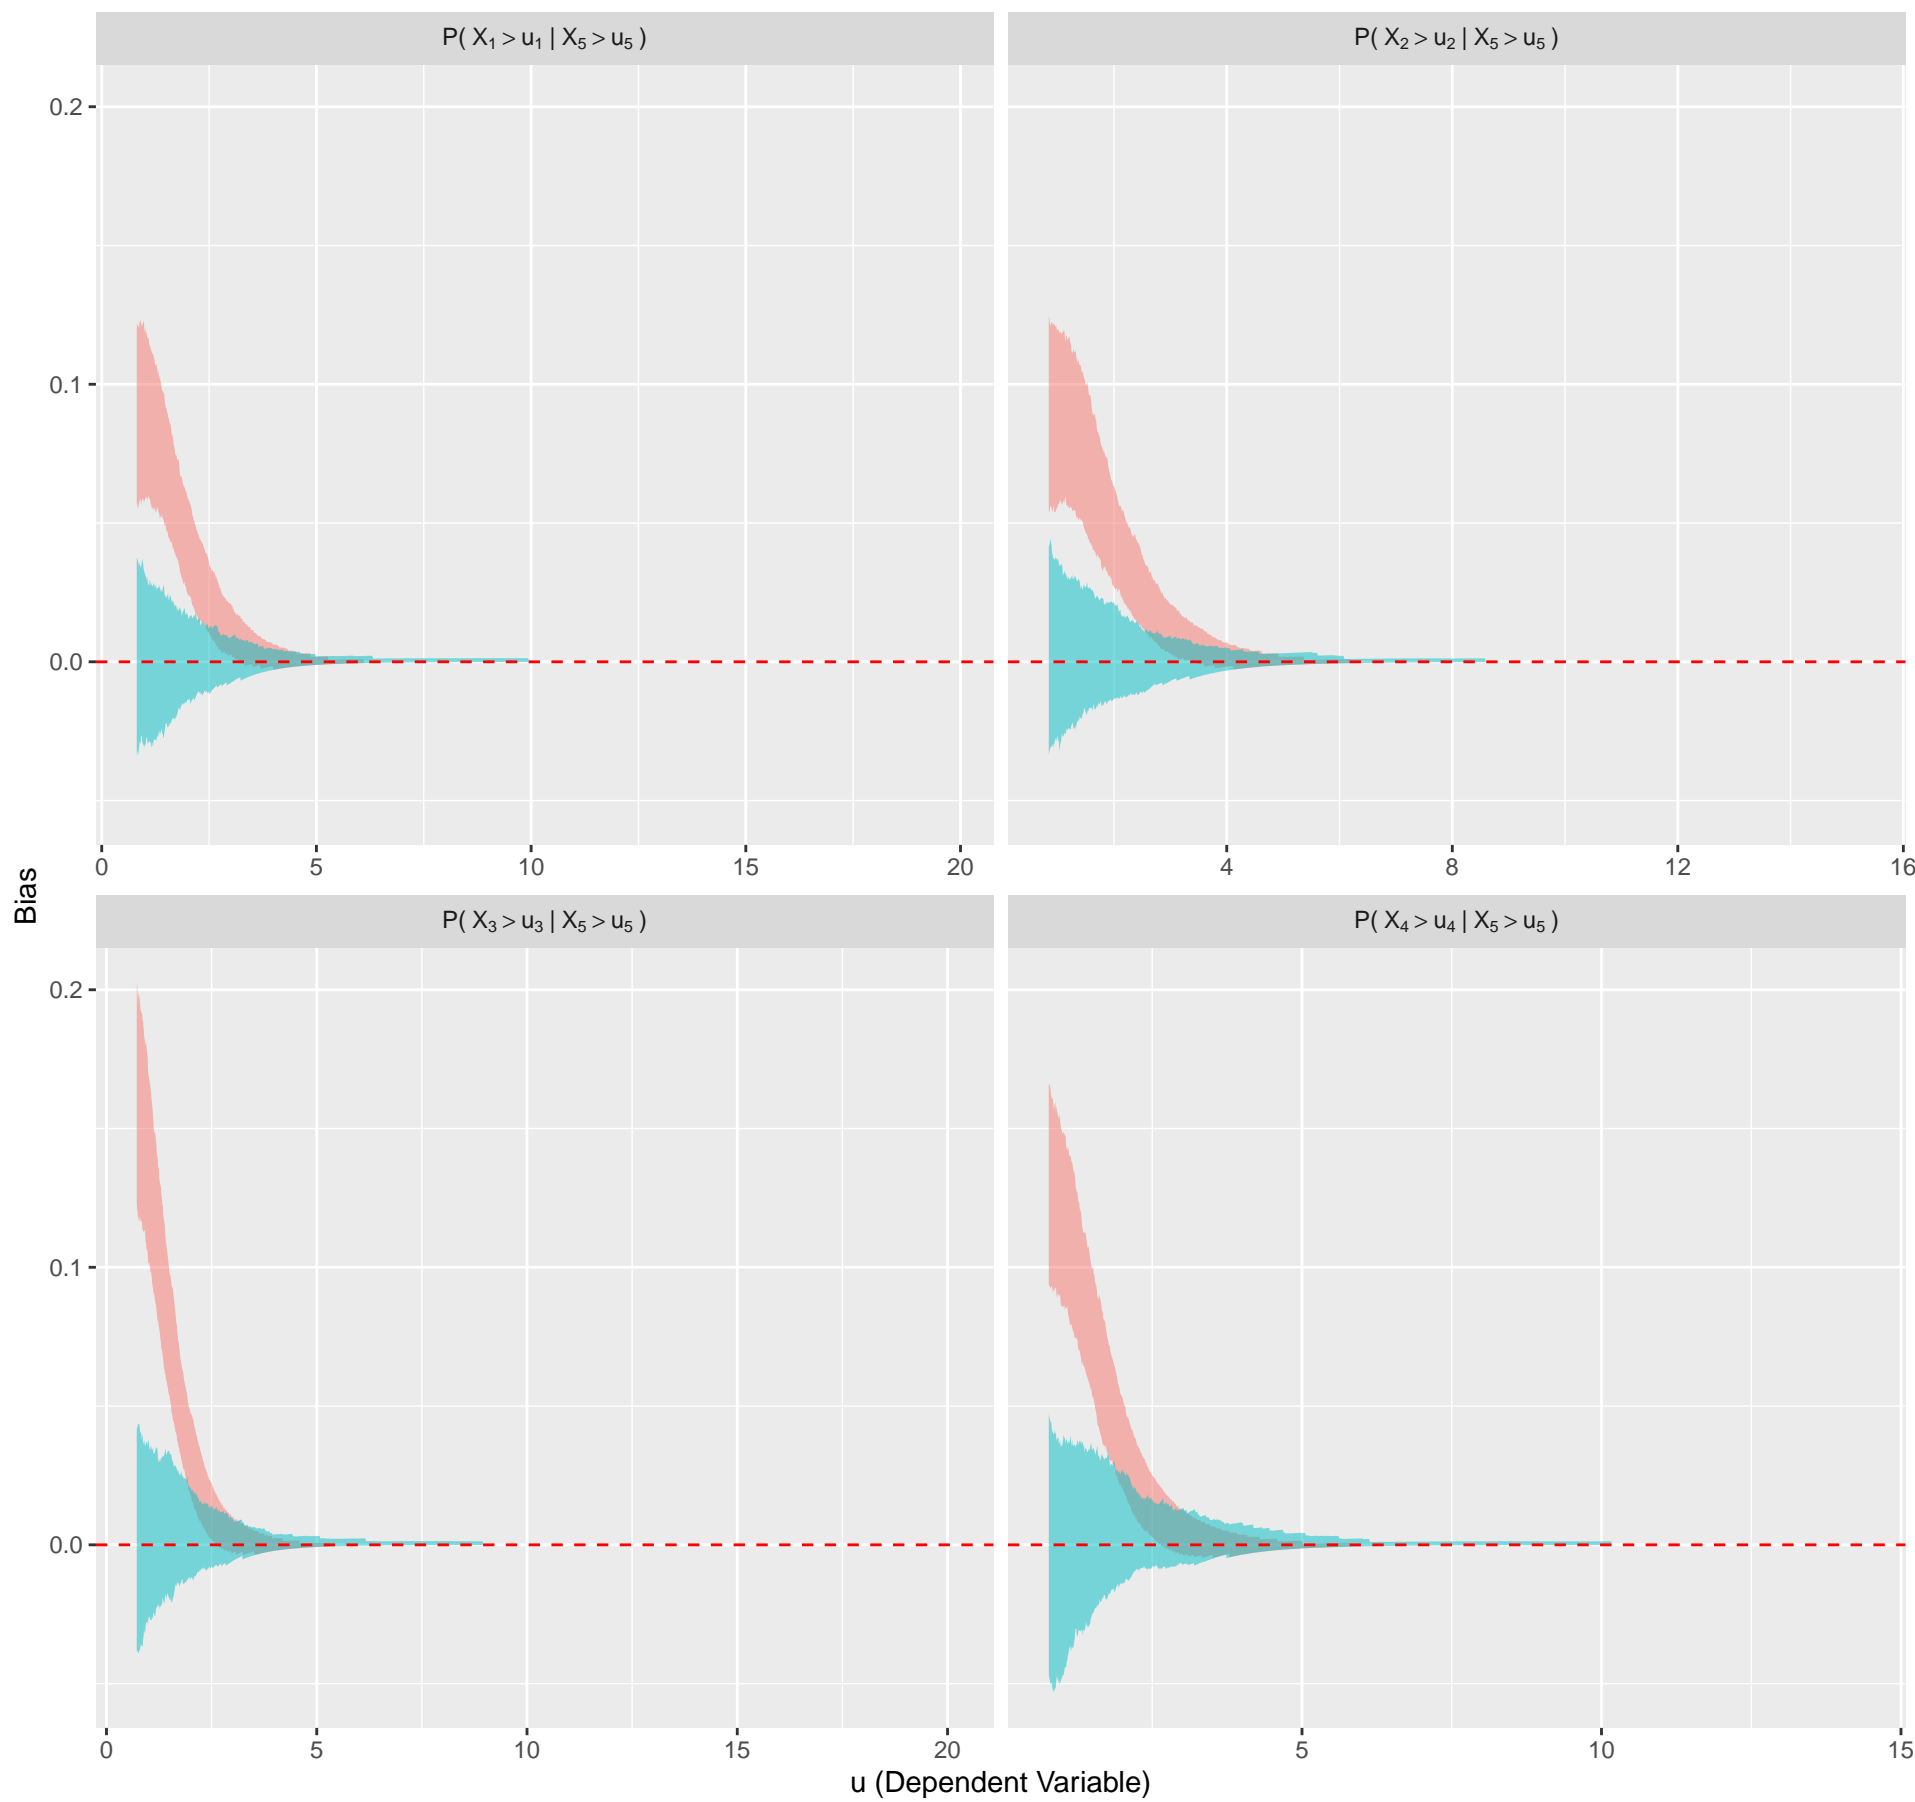 P( X₁ > u₁ | X₅ > u₅ )
P( X₂ > u₂ | X₅ > u₅ )
0.2
0.1
0.0
0 5 10 15 20
4 8 12 16
Bias
P( X₃ > u₃ | X₅ > u₅ )
P( X₄ > u₄ | X₅ > u₅ )
0.2
0.1
0.0
0 5 10 15 20
5 10 15
u (Dependent Variable)